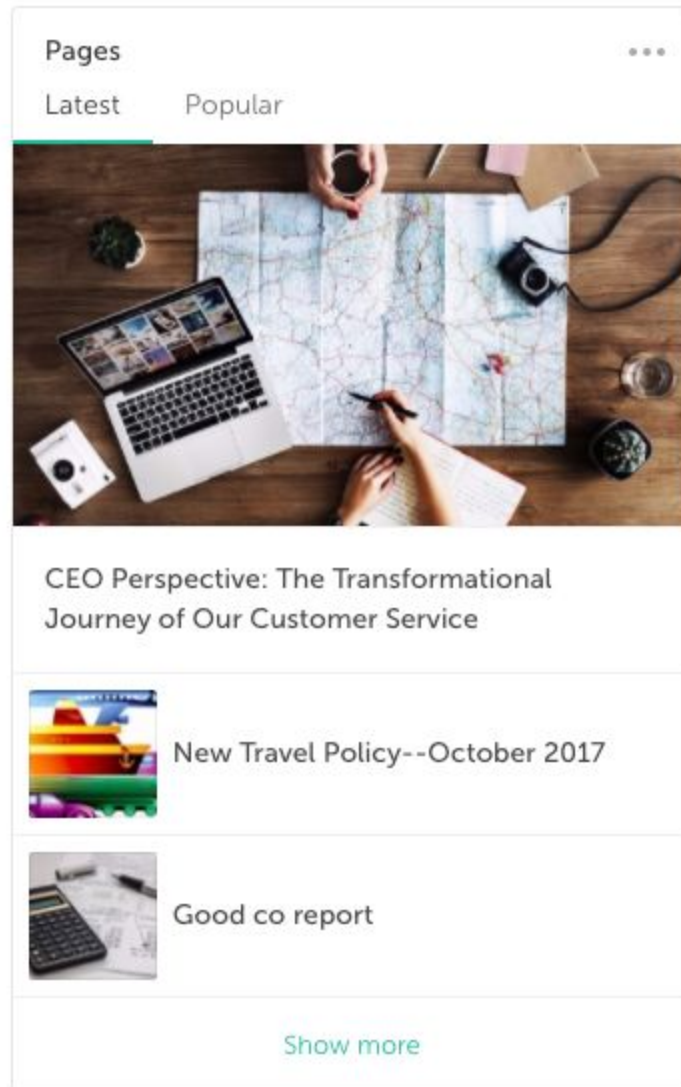 Pages
Latest Popular
CEO Perspective: The Transformational
Journey of Our Customer Service
New Travel Policy--October 2017
Good co report
Show more